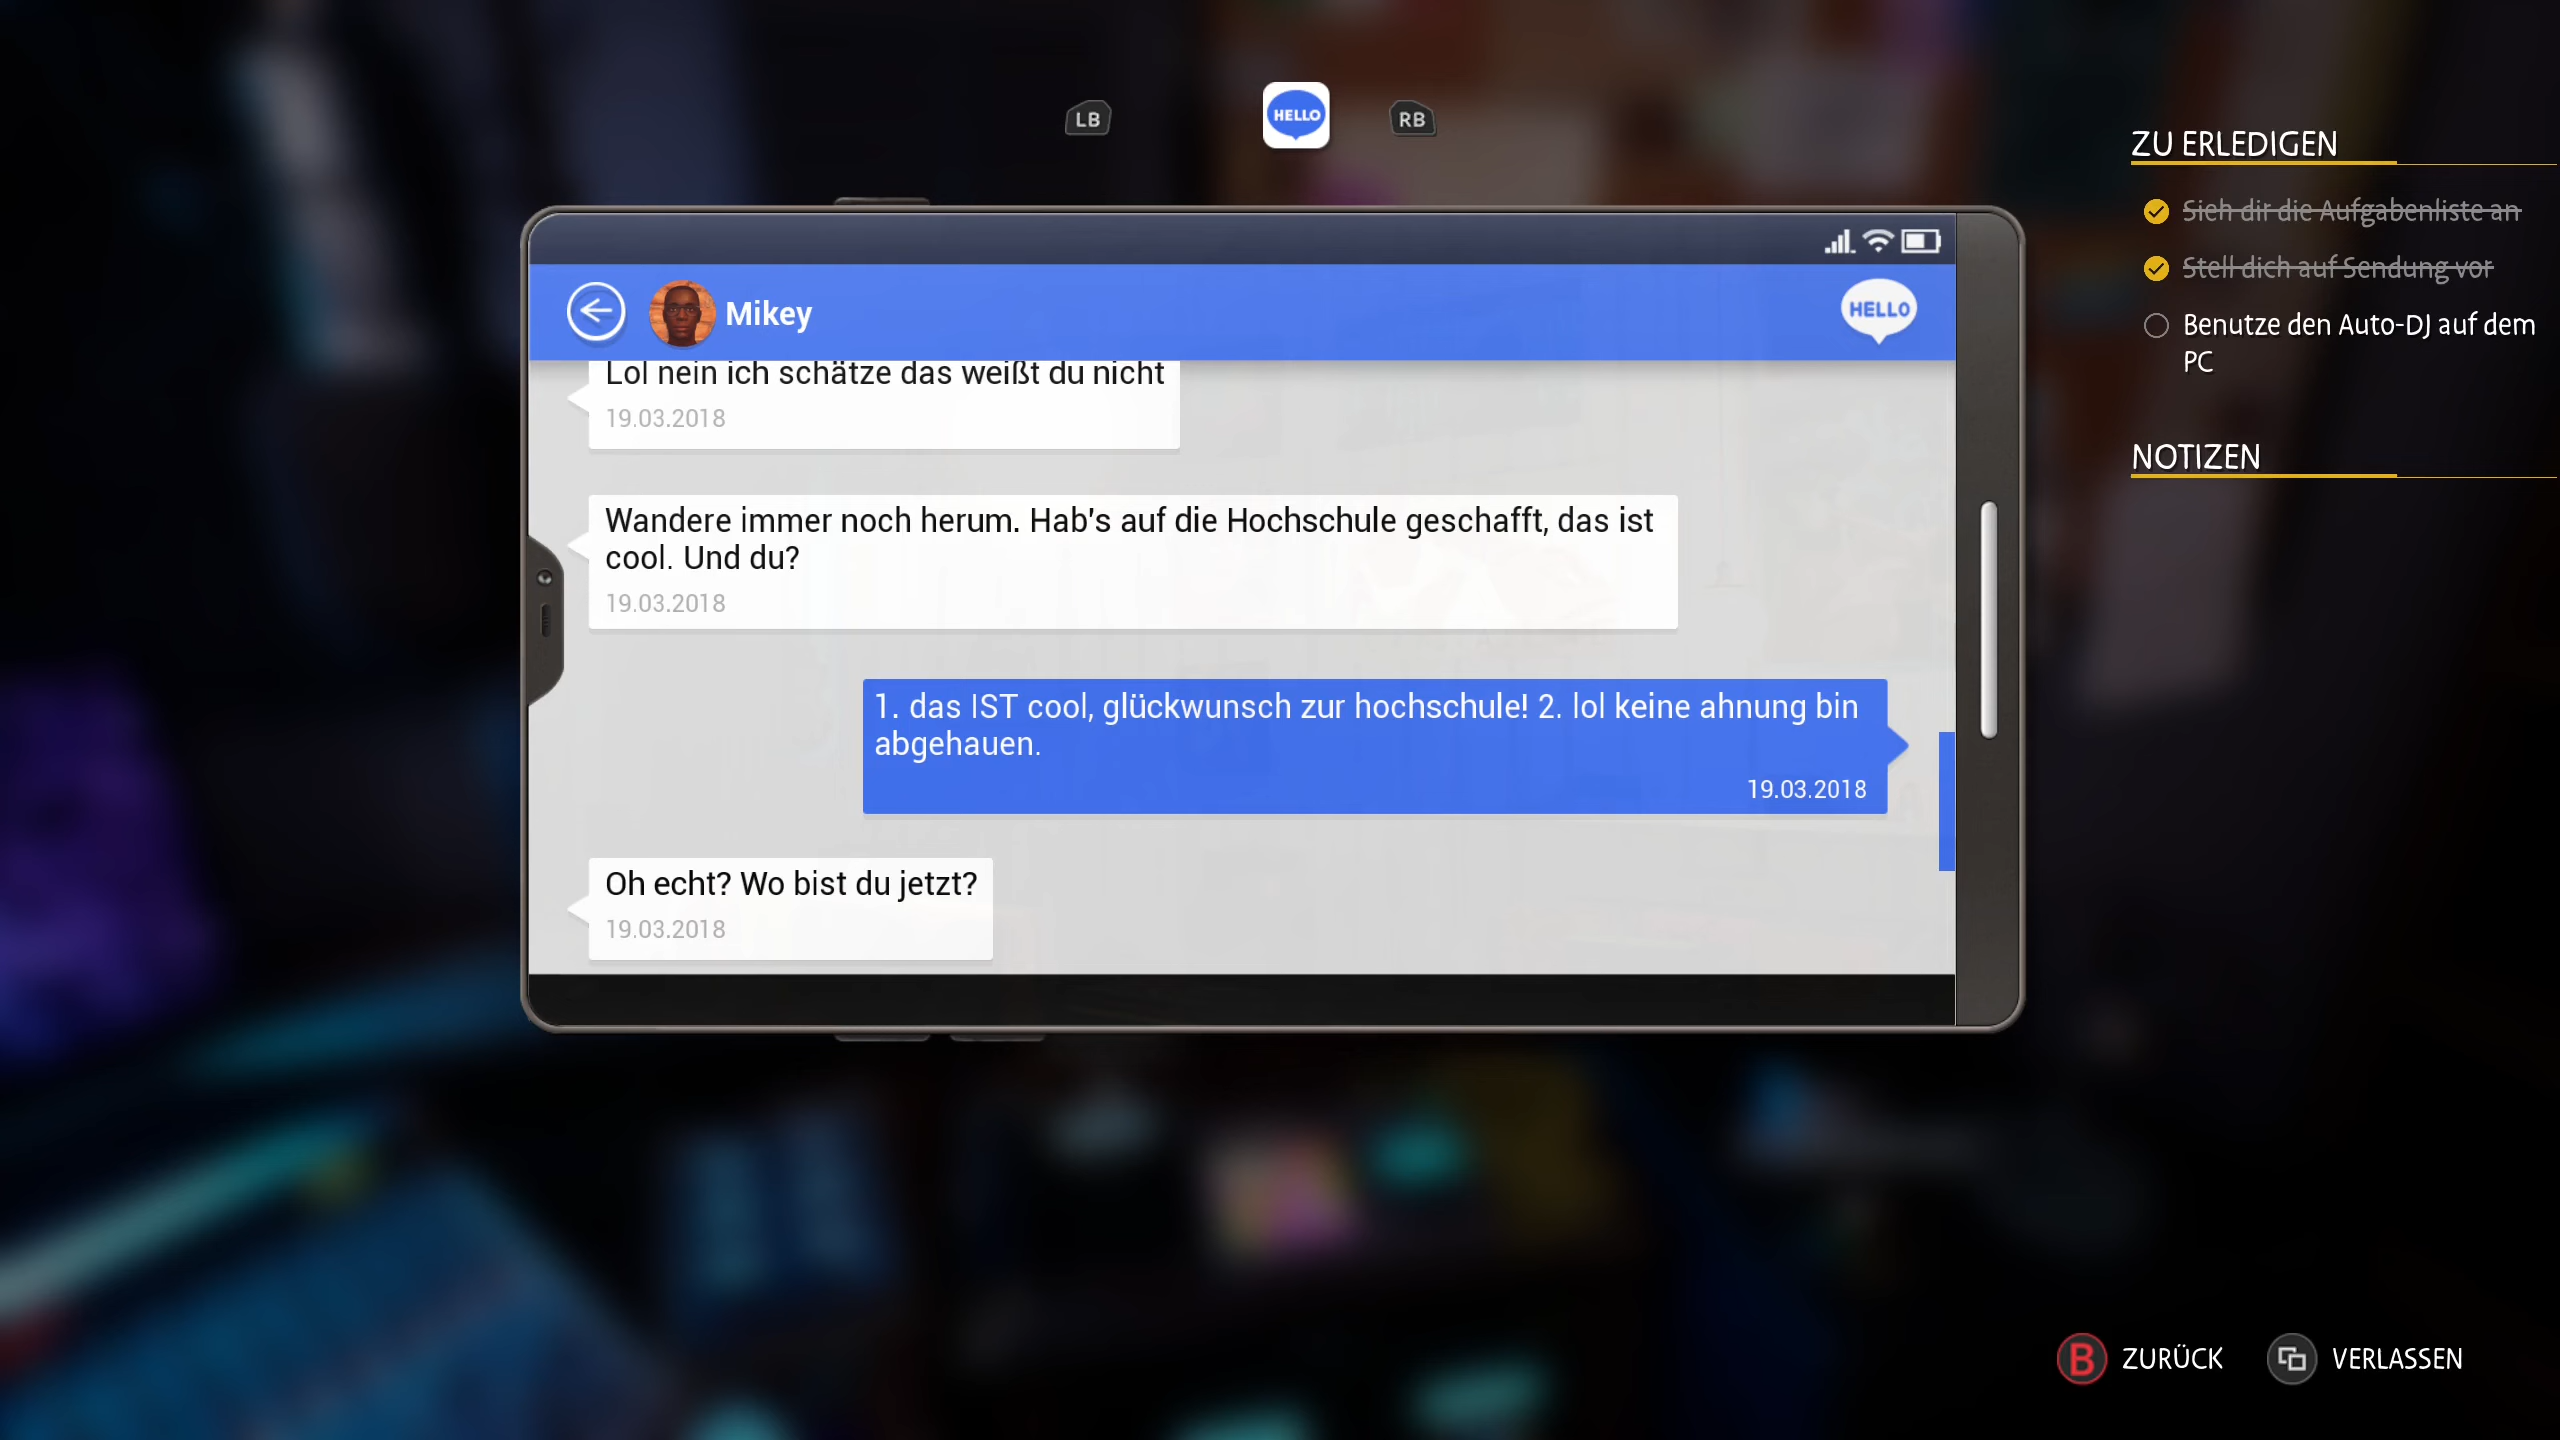 LB
HELLO
RB
Mikey
HELLO
Lol nein ich schätze das weißt du nicht
19.03.2018
Wandere immer noch herum. Hab's auf die Hochschule geschafft, das ist
cool. Und du?
19.03.2018
1. das IST cool, glückwunsch zur hochschule! 2. lol keine ahnung bin
abgehauen.
19.03.2018
Oh echt? Wo bist du jetzt?
19.03.2018
ZU ERLEDIGEN
Sieh dir die Aufgabenliste an
Stell dich auf Sendung vor
Benutze den Auto-DJ auf dem
PC
NOTIZEN
B ZURÜCK
VERLASSEN